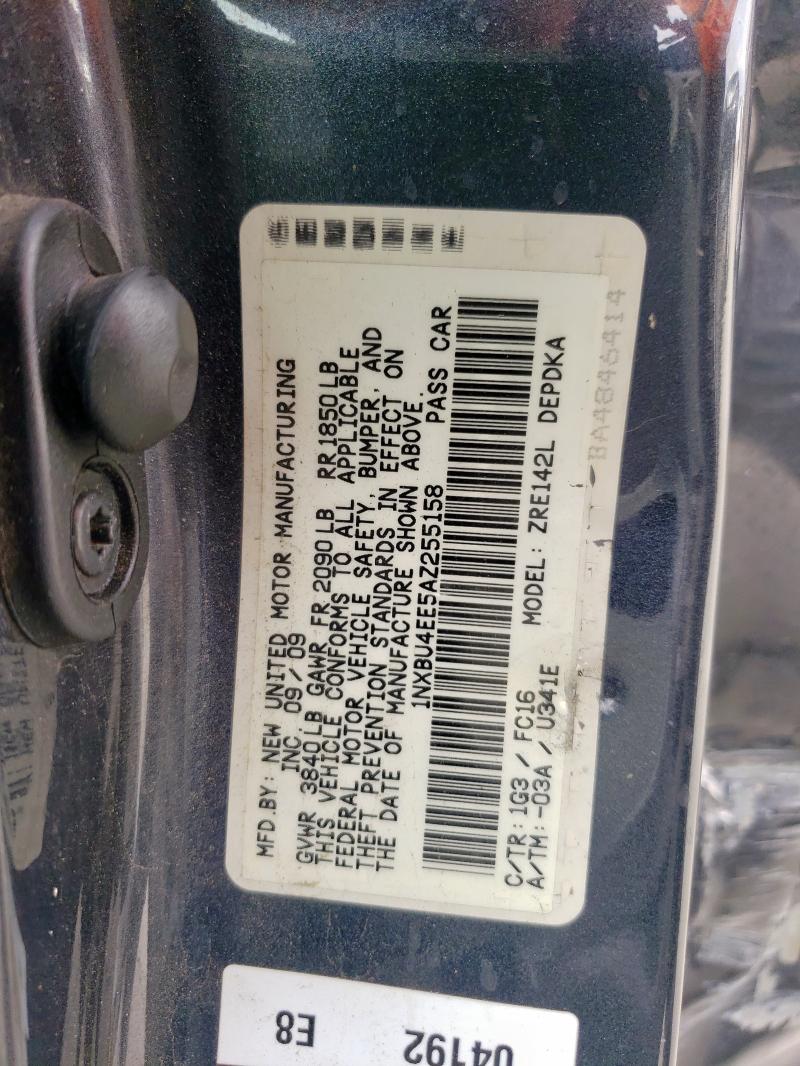 MFD.BY: NEW UNITED MOTOR MANUFACTURING
INC. 09/09
GVWR 3840LB GAWR FR 2090LB RR1850LB
THIS VEHICLE CONFORMS TO ALL APPLICABLE
FEDERAL MOTOR VEHICLE SAFETY, BUMPER, AND
THEFT PREVENTION STANDARDS IN EFFECT ON
THE DATE OF MANUFACTURE SHOWN ABOVE.
1NXBU4EE5AZ255158 PASS CAR
C/TR: 1G3 / FC16 MODEL: ZRE142L DEPDKA
A/TM: -03A / U341E
BA4846414
E8
04192